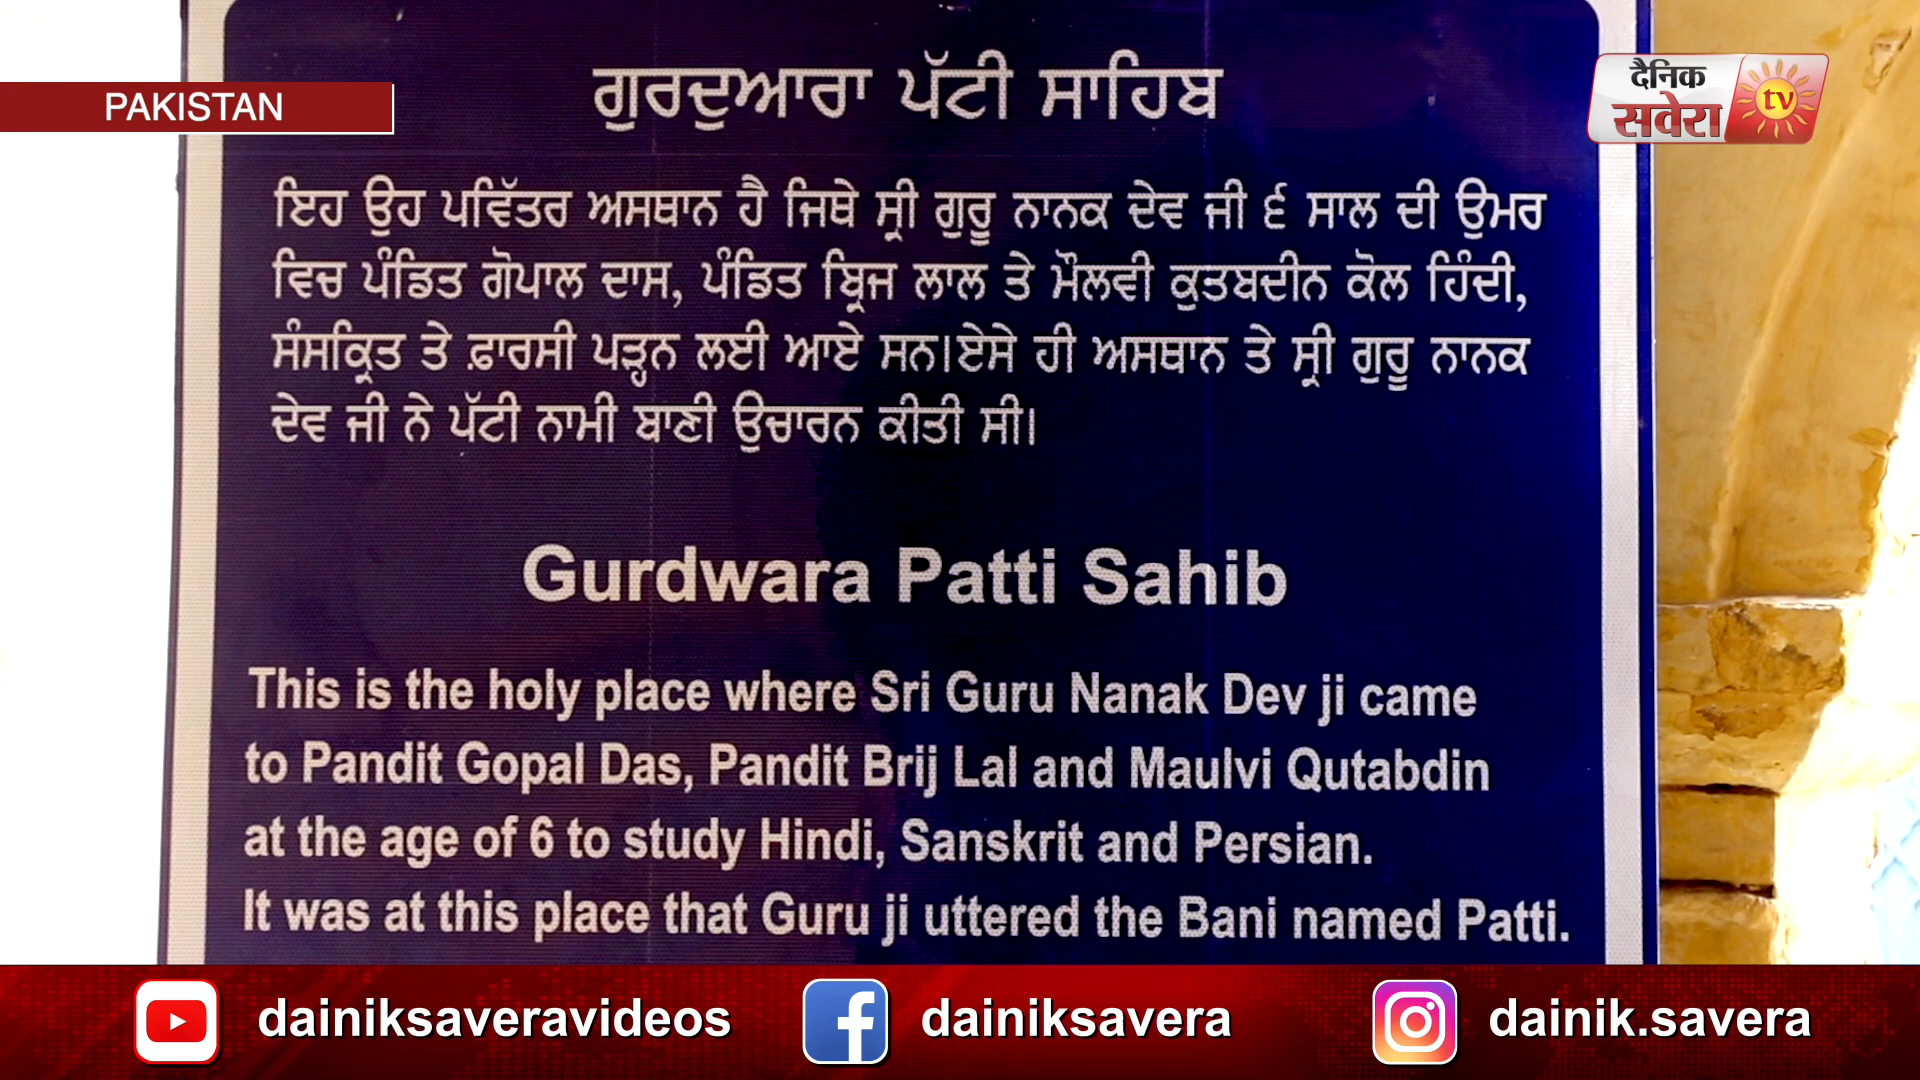 PAKISTAN
ਗੁਰਦੁਆਰਾ ਪੱਟੀ ਸਾਹਿਬ
दैनिक
सवेरा tv
ਇਹ ਉਹ ਪਵਿੱਤਰ ਅਸਥਾਨ ਹੈ ਜਿਥੇ ਸ੍ਰੀ ਗੁਰੂ ਨਾਨਕ ਦੇਵ ਜੀ ੬ ਸਾਲ ਦੀ ਉਮਰ
ਵਿਚ ਪੰਡਿਤ ਗੋਪਾਲ ਦਾਸ, ਪੰਡਿਤ ਬ੍ਰਿਜ ਲਾਲ ਤੇ ਮੌਲਵੀ ਕੁਤਬਦੀਨ ਕੋਲ ਹਿੰਦੀ,
ਸੰਸਕ੍ਰਿਤ ਤੇ ਫ਼ਾਰਸੀ ਪੜ੍ਹਨ ਲਈ ਆਏ ਸਨ।ਏਸੇ ਹੀ ਅਸਥਾਨ ਤੇ ਸ੍ਰੀ ਗੁਰੂ ਨਾਨਕ
ਦੇਵ ਜੀ ਨੇ ਪੱਟੀ ਨਾਮੀ ਬਾਣੀ ਉਚਾਰਨ ਕੀਤੀ ਸੀ।
Gurdwara Patti Sahib
This is the holy place where Sri Guru Nanak Dev ji came
to Pandit Gopal Das, Pandit Brij Lal and Maulvi Qutabdin
at the age of 6 to study Hindi, Sanskrit and Persian.
It was at this place that Guru ji uttered the Bani named Patti.
dainiksaveravideos dainiksavera dainik.savera